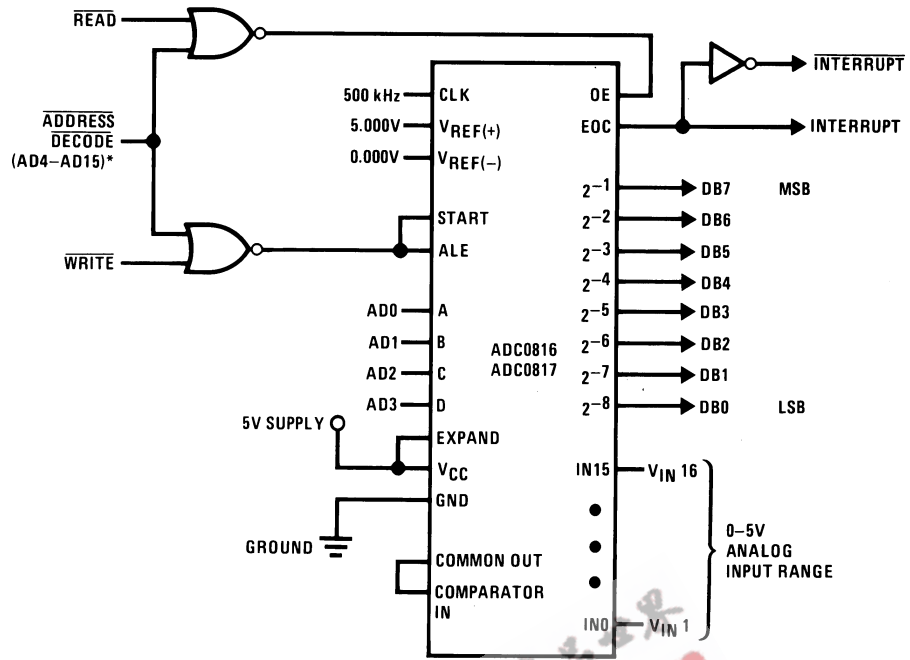 READ
ADDRESS
DECODE
(AD4–AD15)*
WRITE
500 kHz
5.000V
0.000V
AD0
AD1
AD2
AD3
5V SUPPLY
GROUND
CLK
VREF(+)
VREF(−)
START
ALE
A
B
C
D
EXPAND
VCC
GND
COMMON OUT
COMPARATOR
IN
ADC0816
ADC0817
OE
EOC
2−1
2−2
2−3
2−4
2−5
2−6
2−7
2−8
IN15
IN0
INTERRUPT
INTERRUPT
DB7 MSB
DB6
DB5
DB4
DB3
DB2
DB1
DB0 LSB
VIN 16
VIN 1
0–5V
ANALOG
INPUT RANGE